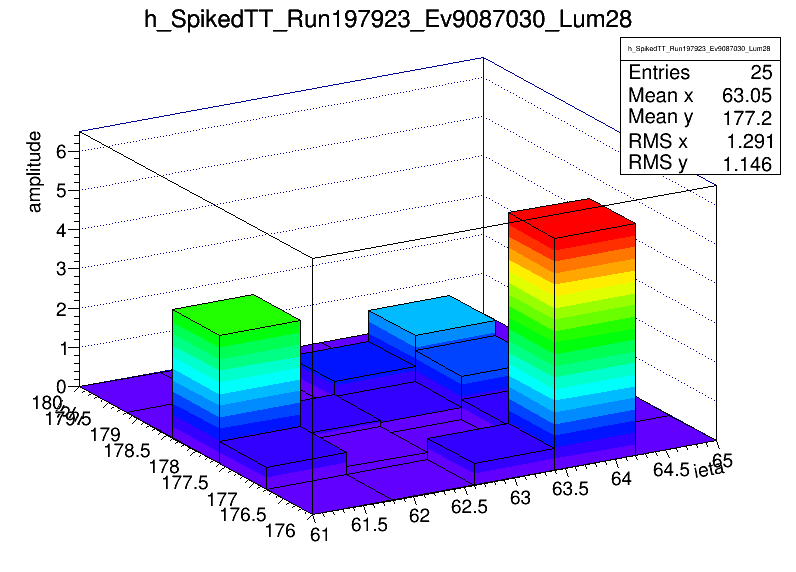 h_SpikedTT_Run197923_Ev9087030_Lum28
h_SpikedTT_Run197923_Ev9087030_Lum28
Entries 25
Mean x 63.05
Mean y 177.2
RMS x 1.291
RMS y 1.146
amplitude
6
5
4
3
2
1
0
180
179.5
179
178.5
178
177.5
177
176.5
176
61
61.5
62
62.5
63
63.5
64
64.5
65
ieta